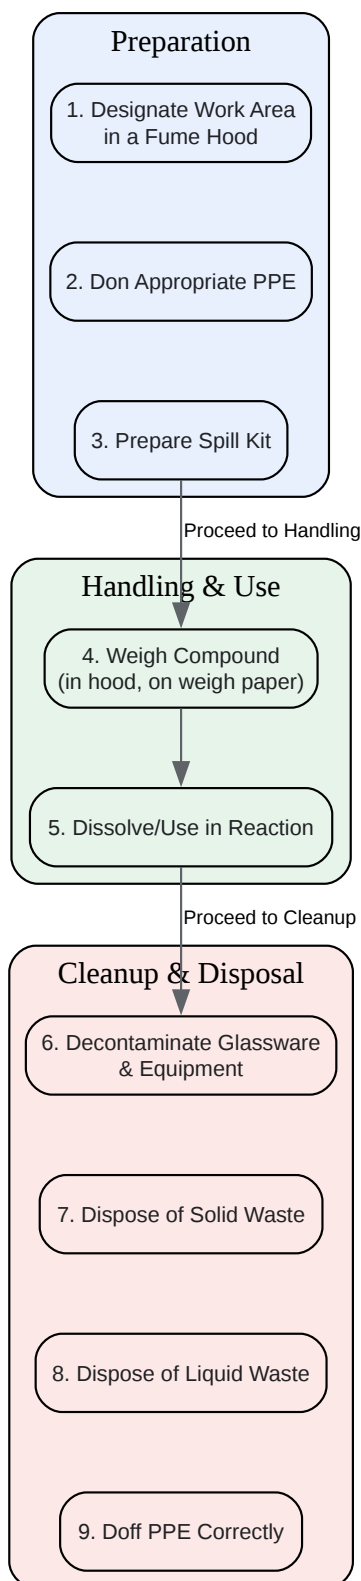 Preparation
1. Designate Work Area
in a Fume Hood
2. Don Appropriate PPE
3. Prepare Spill Kit
Proceed to Handling
Handling & Use
4. Weigh Compound
(in hood, on weigh paper)
5. Dissolve/Use in Reaction
Proceed to Cleanup
Cleanup & Disposal
6. Decontaminate Glassware
& Equipment
7. Dispose of Solid Waste
8. Dispose of Liquid Waste
9. Doff PPE Correctly